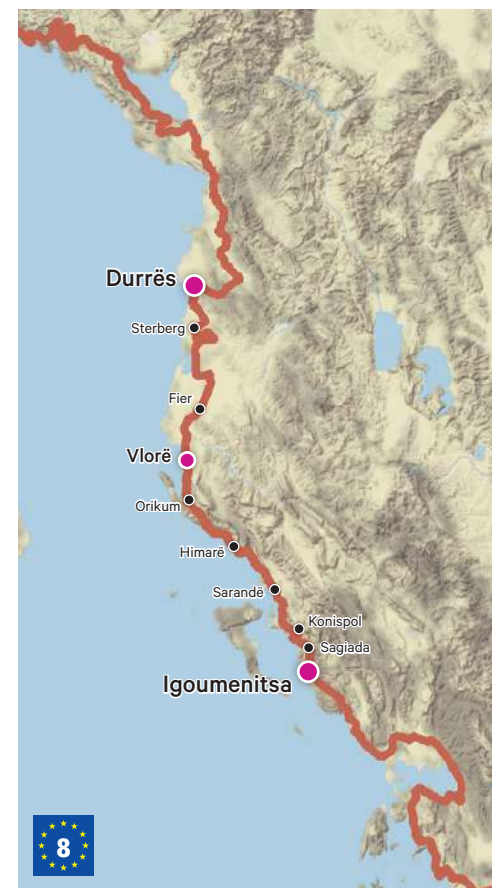 Durrës
Sterberg
Fier
Vlorë
Orikum
Himarë
Sarandë
Konispol
Sagiada
Igoumenitsa
8